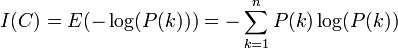 I(C) = E(−log(P(k))) = −∑_{k=1}^{n} P(k) log(P(k))